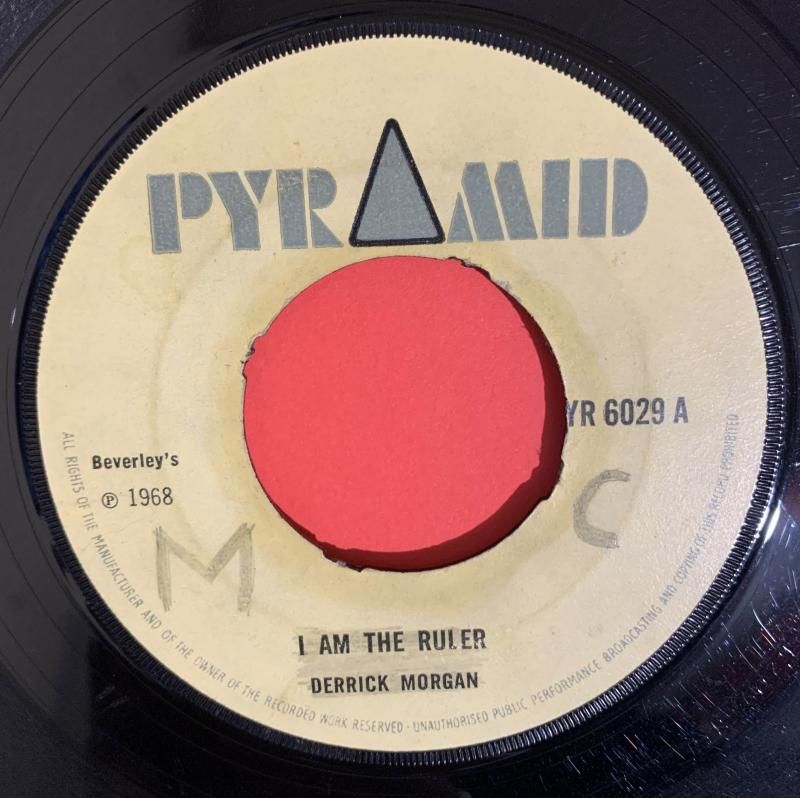 PYRAMID
YR 6029 A
Beverley's
℗ 1968
M C
I AM THE RULER
DERRICK MORGAN
ALL RIGHTS OF THE MANUFACTURER AND OF THE OWNER OF THE RECORDED WORK RESERVED · UNAUTHORISED PUBLIC PERFORMANCE BROADCASTING AND COPYING OF THIS RECORD PROHIBITED